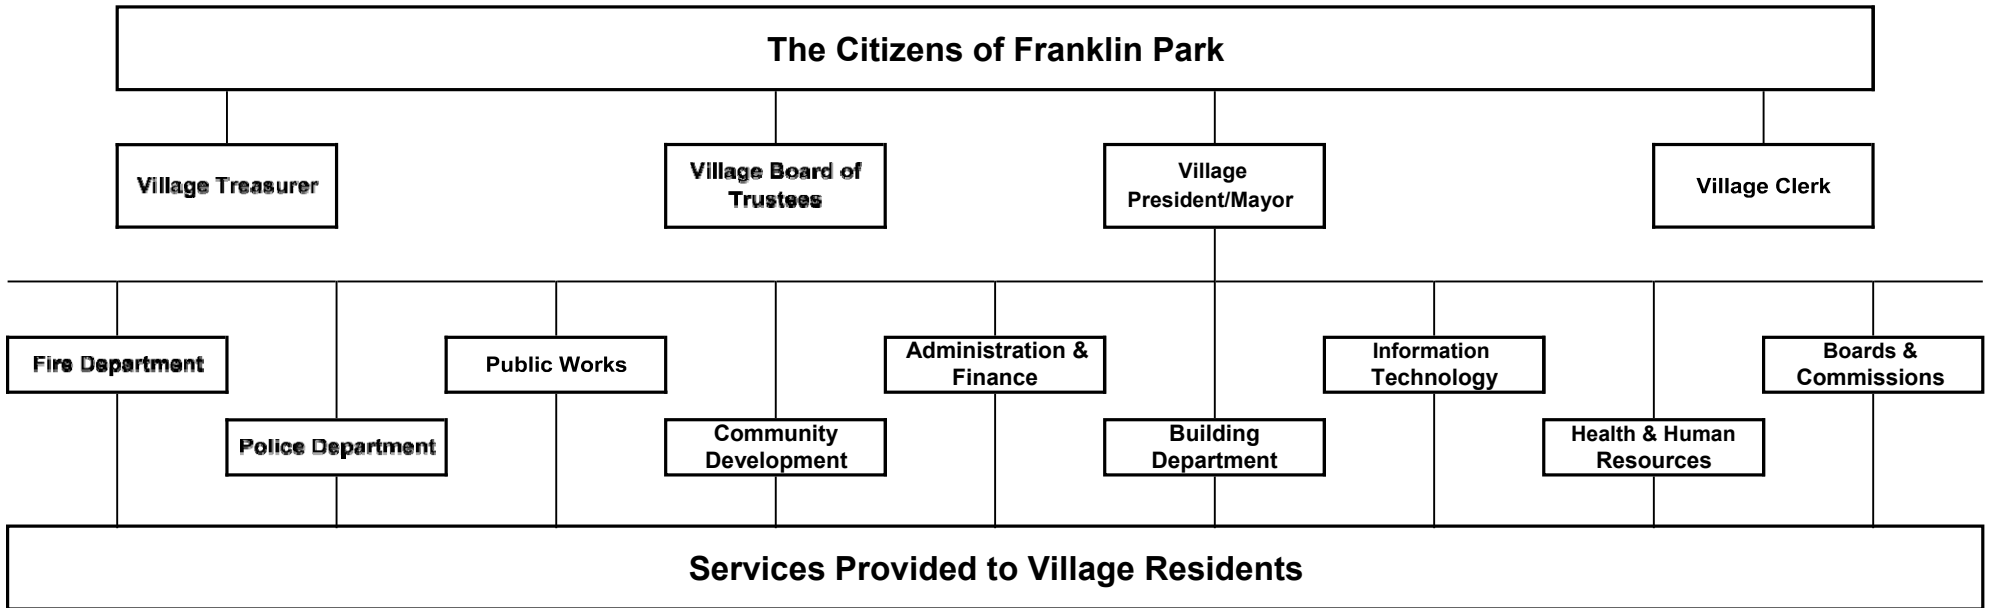 The Citizens of Franklin Park
Village Treasurer
Village Board of
Trustees
Village
President/Mayor
Village Clerk
Fire Department
Public Works
Administration &
Finance
Information
Technology
Boards &
Commissions
Police Department
Community
Development
Building
Department
Health & Human
Resources
Services Provided to Village Residents